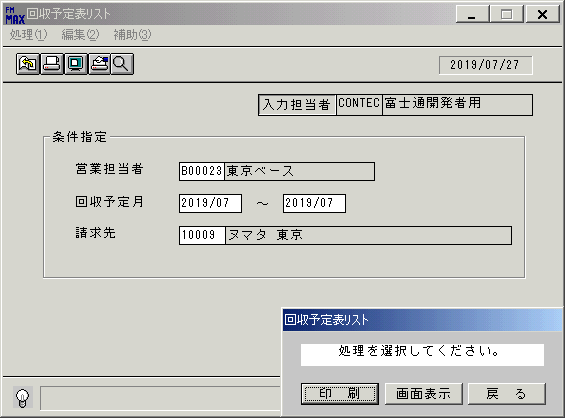 FM MAX 回収予定表リスト
処理(1) 編集(2) 補助(3)
2019/07/27
入力担当者 CONTEC 富士通開発者用
条件指定
営業担当者 B00023 東京ベース
回収予定月 2019/07 ～ 2019/07
請求先 10009 ヌマタ 東京
回収予定表リスト
処理を選択してください。
印 刷 画面表示 戻 る